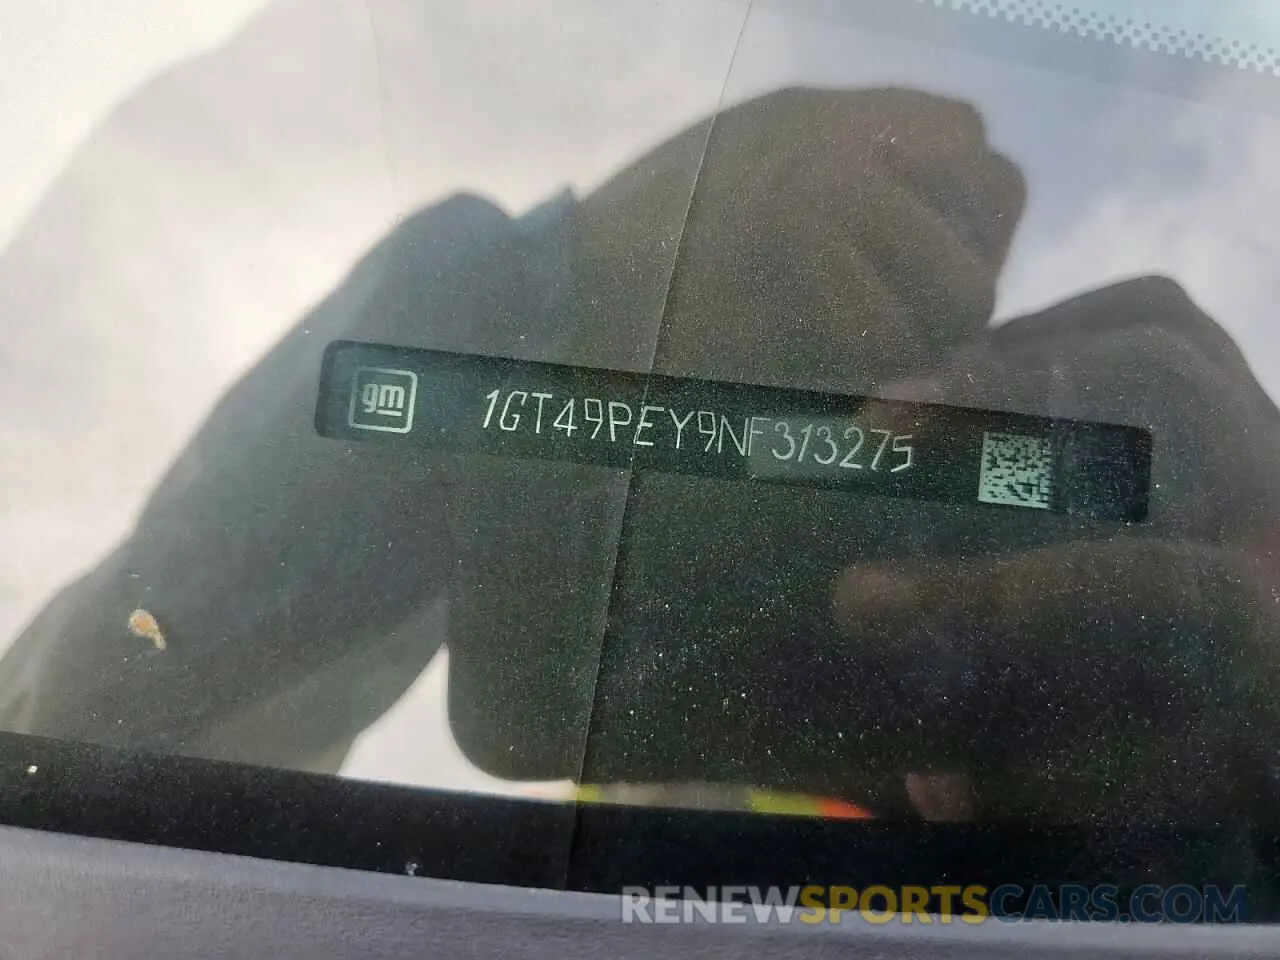 gm 1GT49PEY9NF313275
RENEWSPORTSCARS.COM